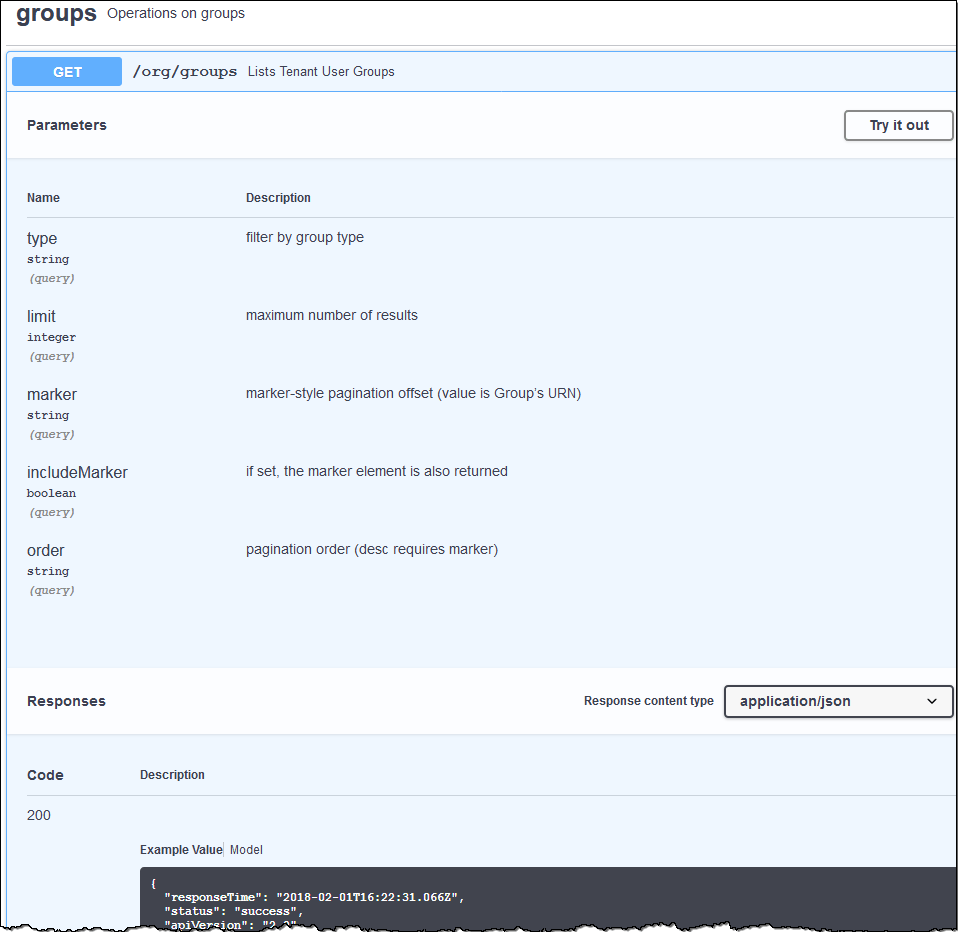 groups Operations on groups
GET /org/groups Lists Tenant User Groups
Parameters Try it out
Name Description
type filter by group type
string
(query)
limit maximum number of results
integer
(query)
marker marker-style pagination offset (value is Group’s URN)
string
(query)
includeMarker if set, the marker element is also returned
boolean
(query)
order pagination order (desc requires marker)
string
(query)
Responses Response content type application/json
Code Description
200
Example Value Model
{
"responseTime": "2018-02-01T16:22:31.066Z",
"status": "success",
"apiVersion": "2.2"